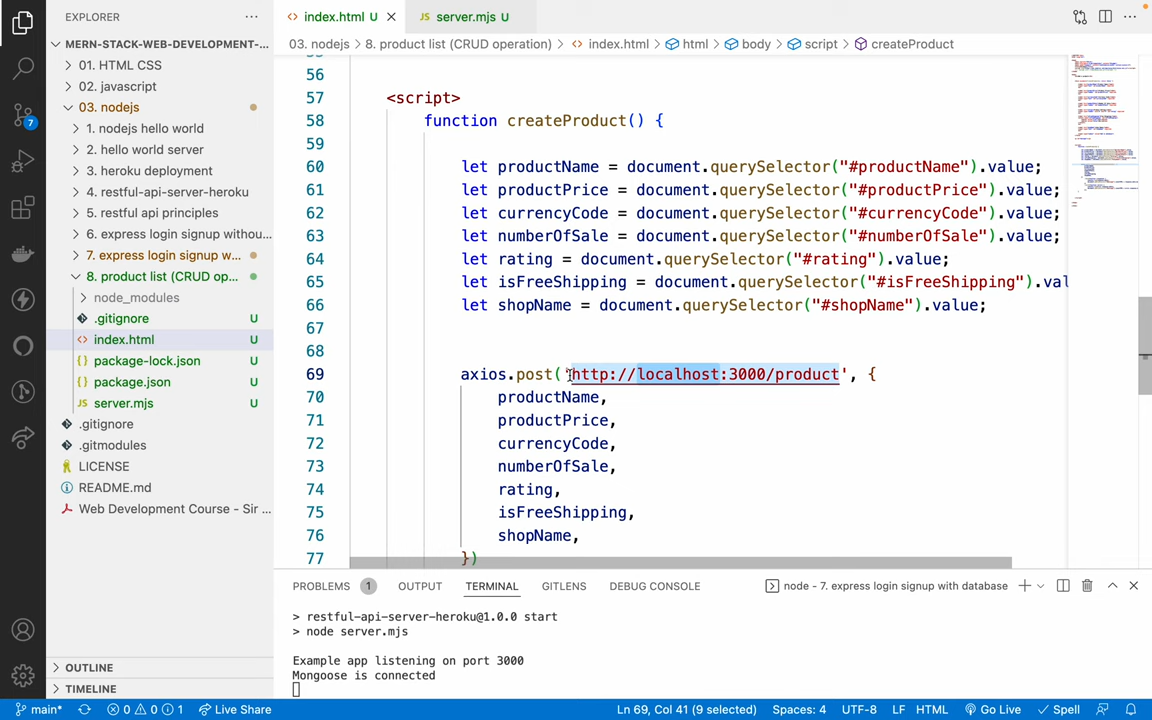 EXPLORER
MERN-STACK-WEB-DEVELOPMENT-...
01. HTML CSS
02. javascript
03. nodejs
1. nodejs hello world
2. hello world server
3. heroku deployment
4. restful-api-server-heroku
5. restful api principles
6. express login signup withou...
7. express login signup w...
8. product list (CRUD op...
node_modules
.gitignore U
index.html U
package-lock.json U
package.json U
server.mjs U
.gitignore
.gitmodules
LICENSE
README.md
Web Development Course - Sir ...
OUTLINE
TIMELINE
7
<> index.html U
JS server.mjs U
03. nodejs > 8. product list (CRUD operation) > <> index.html > html > body > script > createProduct
56
57 <script>
58 function createProduct() {
59
60 let productName = document.querySelector("#productName").value;
61 let productPrice = document.querySelector("#productPrice").value;
62 let currencyCode = document.querySelector("#currencyCode").value;
63 let numberOfSale = document.querySelector("#numberOfSale").value;
64 let rating = document.querySelector("#rating").value;
65 let isFreeShipping = document.querySelector("#isFreeShipping").val
66 let shopName = document.querySelector("#shopName").value;
67
68
69 axios.post('http://localhost:3000/product', {
70 productName,
71 productPrice,
72 currencyCode,
73 numberOfSale,
74 rating,
75 isFreeShipping,
76 shopName,
77 })
PROBLEMS 1 OUTPUT TERMINAL GITLENS DEBUG CONSOLE
node - 7. express login signup with database
> restful-api-server-heroku@1.0.0 start
> node server.mjs
Example app listening on port 3000
Mongoose is connected
main* 0 0 1 Live Share Ln 69, Col 41 (9 selected) Spaces: 4 UTF-8 LF HTML Go Live Spell